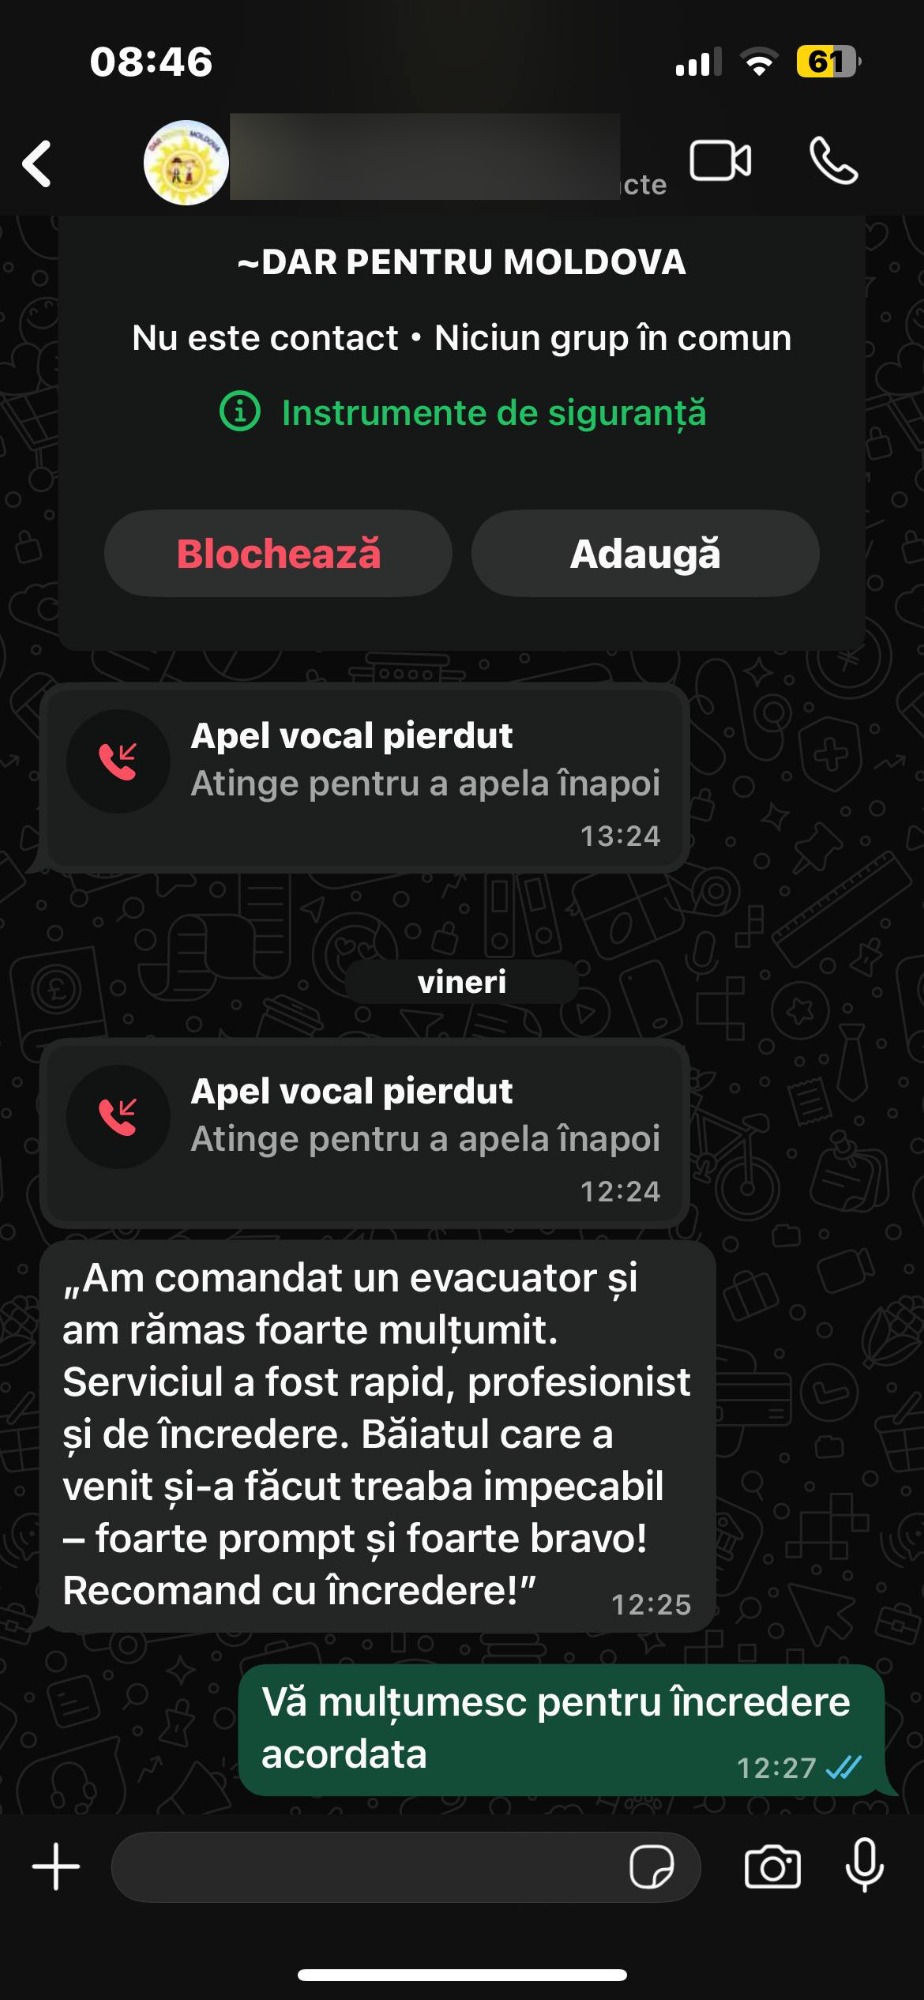 08:46
61
DAR PENTRU MOLDOVA
cte
~DAR PENTRU MOLDOVA
Nu este contact • Niciun grup în comun
Instrumente de siguranță
Blochează
Adaugă
Apel vocal pierdut
Atinge pentru a apela înapoi
13:24
vineri
Apel vocal pierdut
Atinge pentru a apela înapoi
12:24
„Am comandat un evacuator și
am rămas foarte mulțumit.
Serviciul a fost rapid, profesionist
și de încredere. Băiatul care a
venit și-a făcut treaba impecabil
– foarte prompt și foarte bravo!
Recomand cu încredere!”
12:25
Vă mulțumesc pentru încredere
acordata
12:27